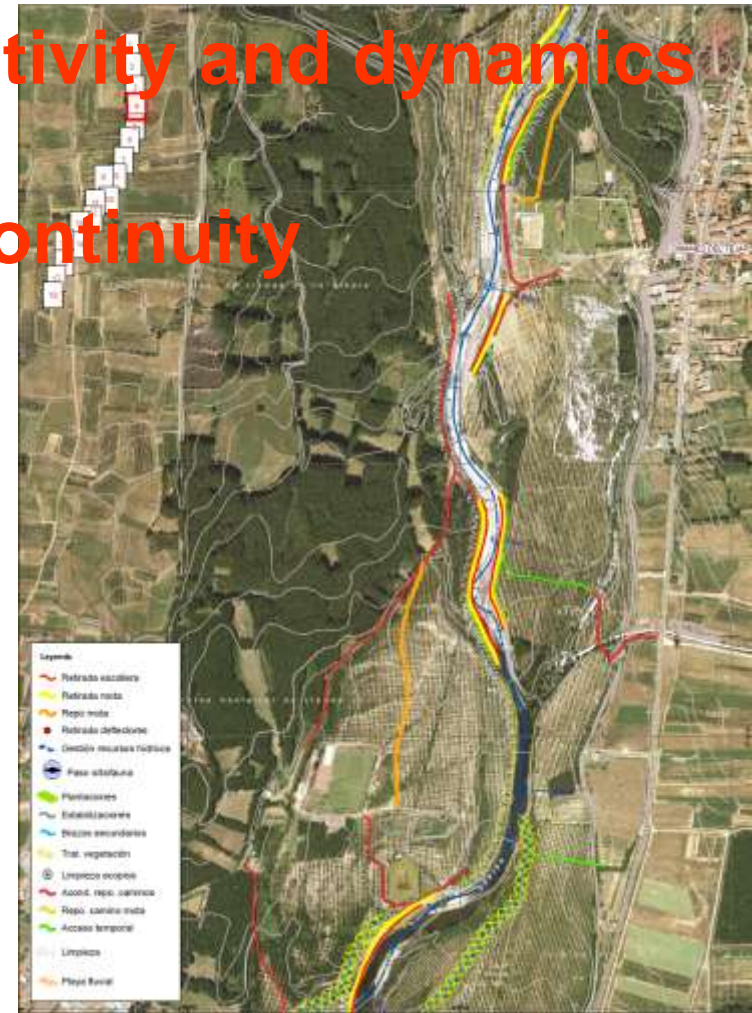 tivity and dynamics
ontinuity
Leyenda
Retirada escollera
Retirada mota
Repo mota
Retirada deflectores
Gestión recursos hídricos
Paso ictiofauna
Plantaciones
Estabilizaciones
Brazos secundarios
Trat. vegetación
Limpieza acopios
Acond. repo. caminos
Repo. camino mota
Acceso temporal
Limpieza
Playa fluvial